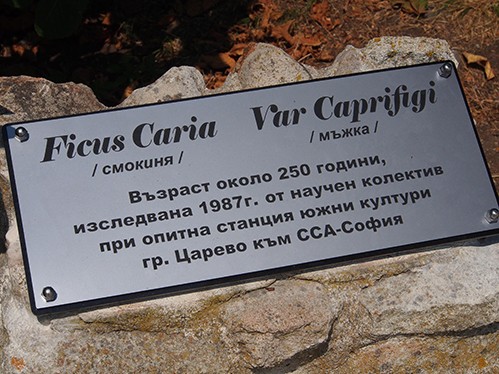 Ficus Caria Var Caprifigi
/ смокиня / / мъжка /
Възраст около 250 години,
изследвана 1987г. от научен колектив
при опитна станция южни култури
гр. Царево към ССА-София